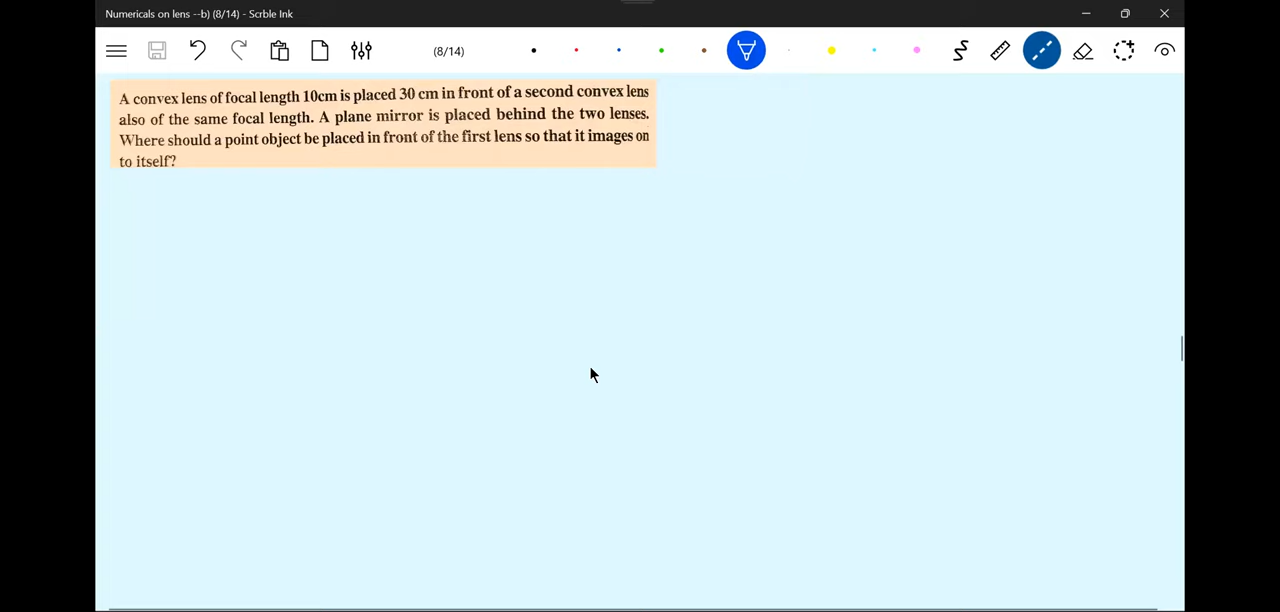 Numericals on lens --b) (8/14) - Scrble Ink
(8/14)
A convex lens of focal length 10cm is placed 30 cm in front of a second convex lens
also of the same focal length. A plane mirror is placed behind the two lenses.
Where should a point object be placed in front of the first lens so that it images on
to itself?